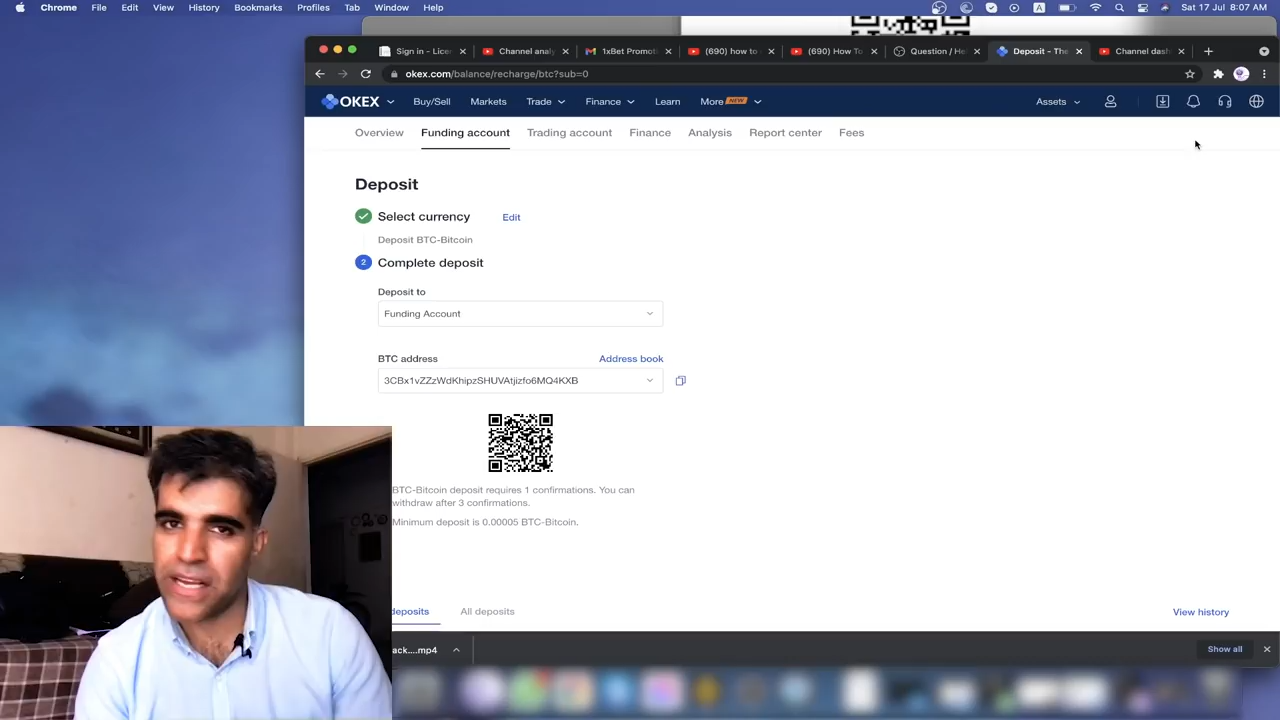 Chrome File Edit View History Bookmarks Profiles Tab Window Help
A
Sat 17 Jul 8:07 AM
Sign in - Licen
Channel analy
1xBet Promoti
(690) how to
(690) How To
Question / He
Deposit - The
Channel dash
okex.com/balance/recharge/btc?sub=0
OKEX Buy/Sell Markets Trade Finance Learn More NEW Assets
Overview Funding account Trading account Finance Analysis Report center Fees
Deposit
Select currency Edit
Deposit BTC-Bitcoin
2 Complete deposit
Deposit to
Funding Account
BTC address Address book
3CBx1vZZzWdKhipzSHUVAtjizfo6MQ4KXB
BTC-Bitcoin deposit requires 1 confirmations. You can
withdraw after 3 confirmations.
Minimum deposit is 0.00005 BTC-Bitcoin.
deposits All deposits View history
ack....mp4 Show all